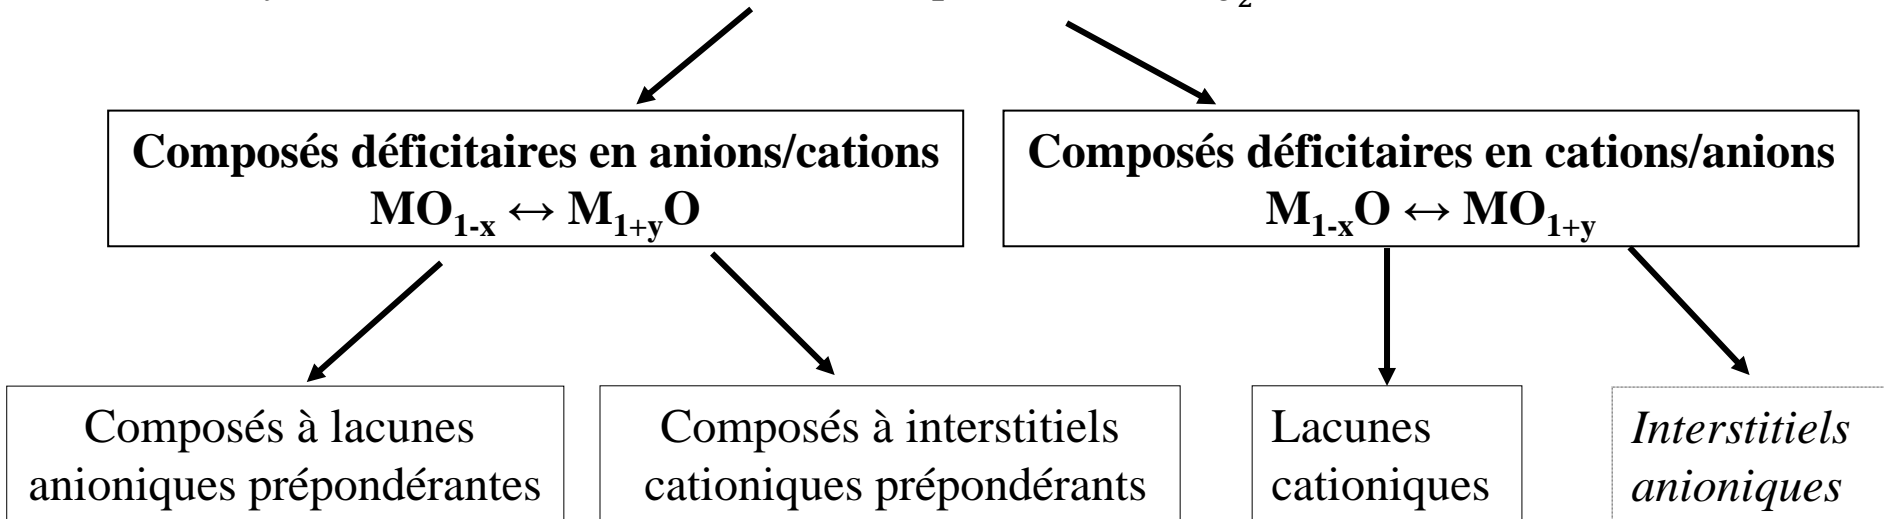 Composés déficitaires en anions/cations
MO₁₋ₓ ↔ M₁₊ᵧO
Composés déficitaires en cations/anions
M₁₋ₓO ↔ MO₁₊ᵧ
Composés à lacunes
anioniques prépondérantes
Composés à interstitiels
cationiques prépondérants
Lacunes
cationiques
Interstitiels
anioniques